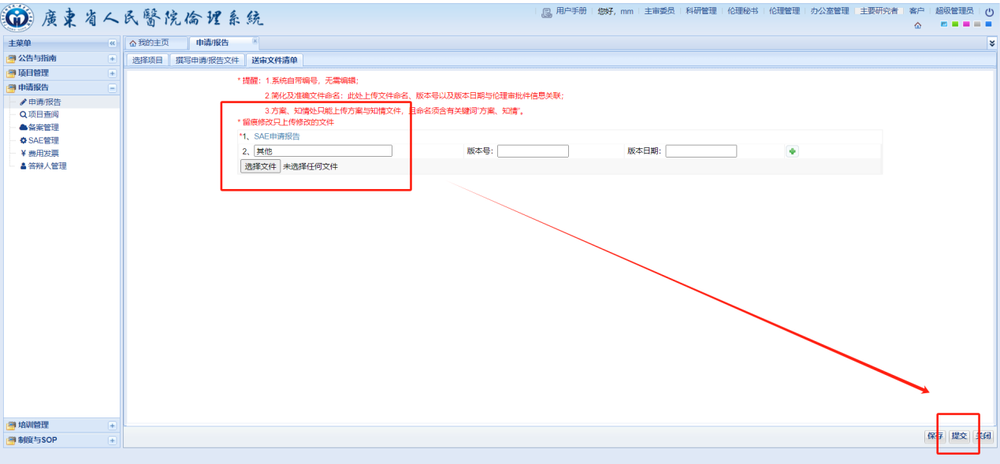 廣東省人民醫院倫理系統
用户手册 您好，mm 主审委员 科研管理 伦理秘书 伦理管理 办公室管理 主要研究者 客户 超级管理员
主菜单
公告与指南
项目管理
申请报告
申请/报告
项目查阅
备案管理
SAE管理
费用发票
答辩人管理
培训管理
制度与SOP
我的主页 申请/报告
选择项目 撰写申请/报告文件 送审文件清单
* 提醒：1.系统自带编号，无需编辑；
2.简化及准确文件命名：此处上传文件命名、版本号以及版本日期与伦理审批件信息关联；
3.方案、知情处只能上传方案与知情文件，且命名须含有关键词“方案、知情”。
* 留痕修改只上传修改的文件
*1、SAE申请报告
2、其他 版本号： 版本日期：
选择文件 未选择任何文件
保存 提交 关闭